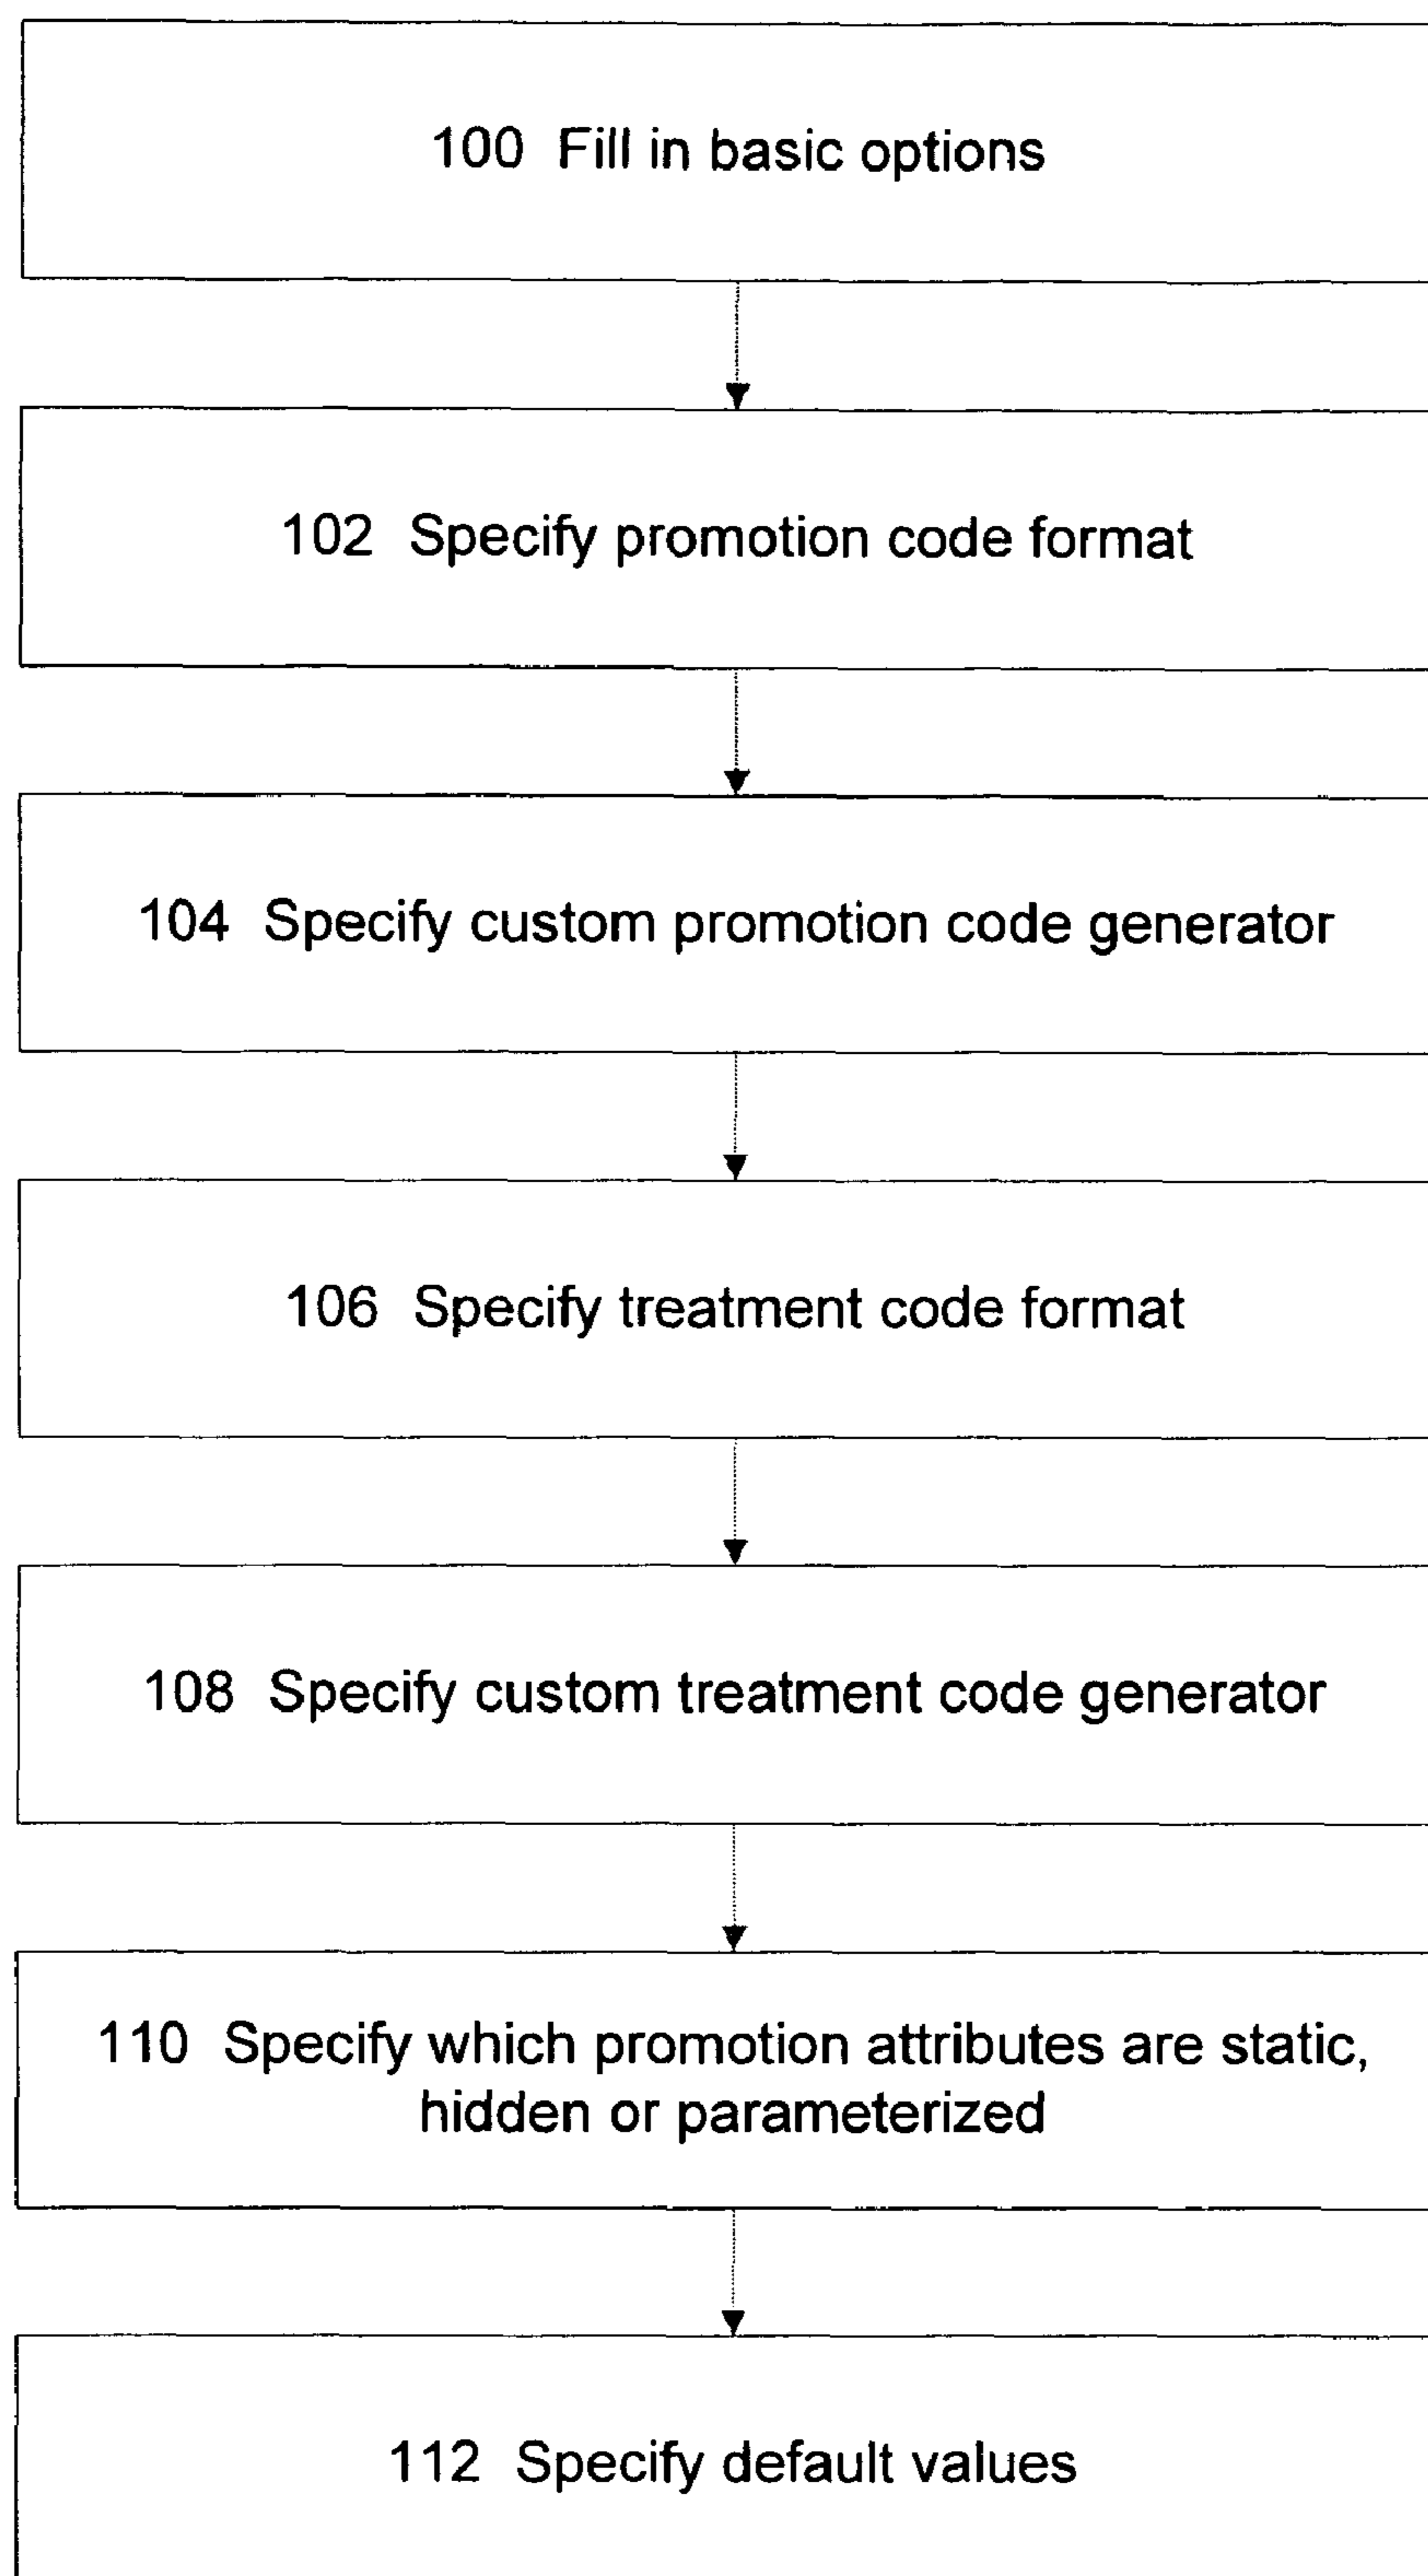 100 Fill in basic options
102 Specify promotion code format
104 Specify custom promotion code generator
106 Specify treatment code format
108 Specify custom treatment code generator
110 Specify which promotion attributes are static,
hidden or parameterized
112 Specify default values